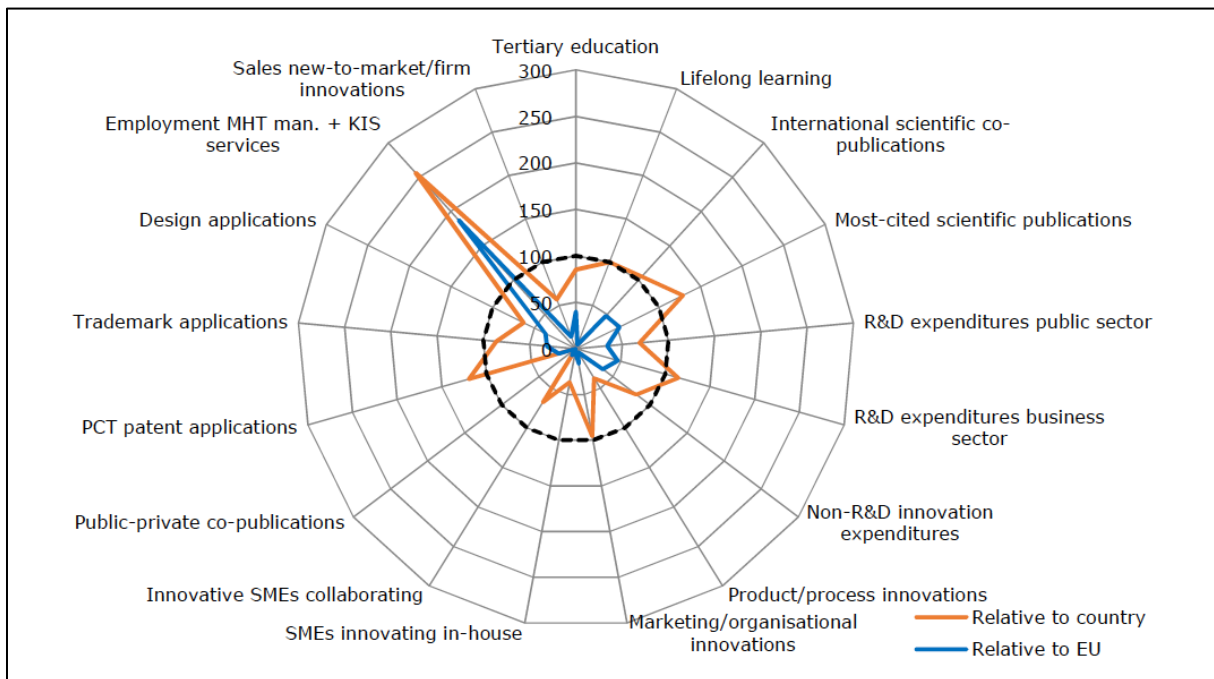 Tertiary education
Sales new-to-market/firm
innovations
300
Lifelong learning
Employment MHT man. + KIS
services
250
International scientific co-
publications
200
Design applications
150
Most-cited scientific publications
100
Trademark applications
50
R&D expenditures public sector
0
PCT patent applications
R&D expenditures business
sector
Public-private co-publications
Non-R&D innovation
expenditures
Innovative SMEs collaborating
Product/process innovations
SMEs innovating in-house
Marketing/organisational
innovations
Relative to country
Relative to EU